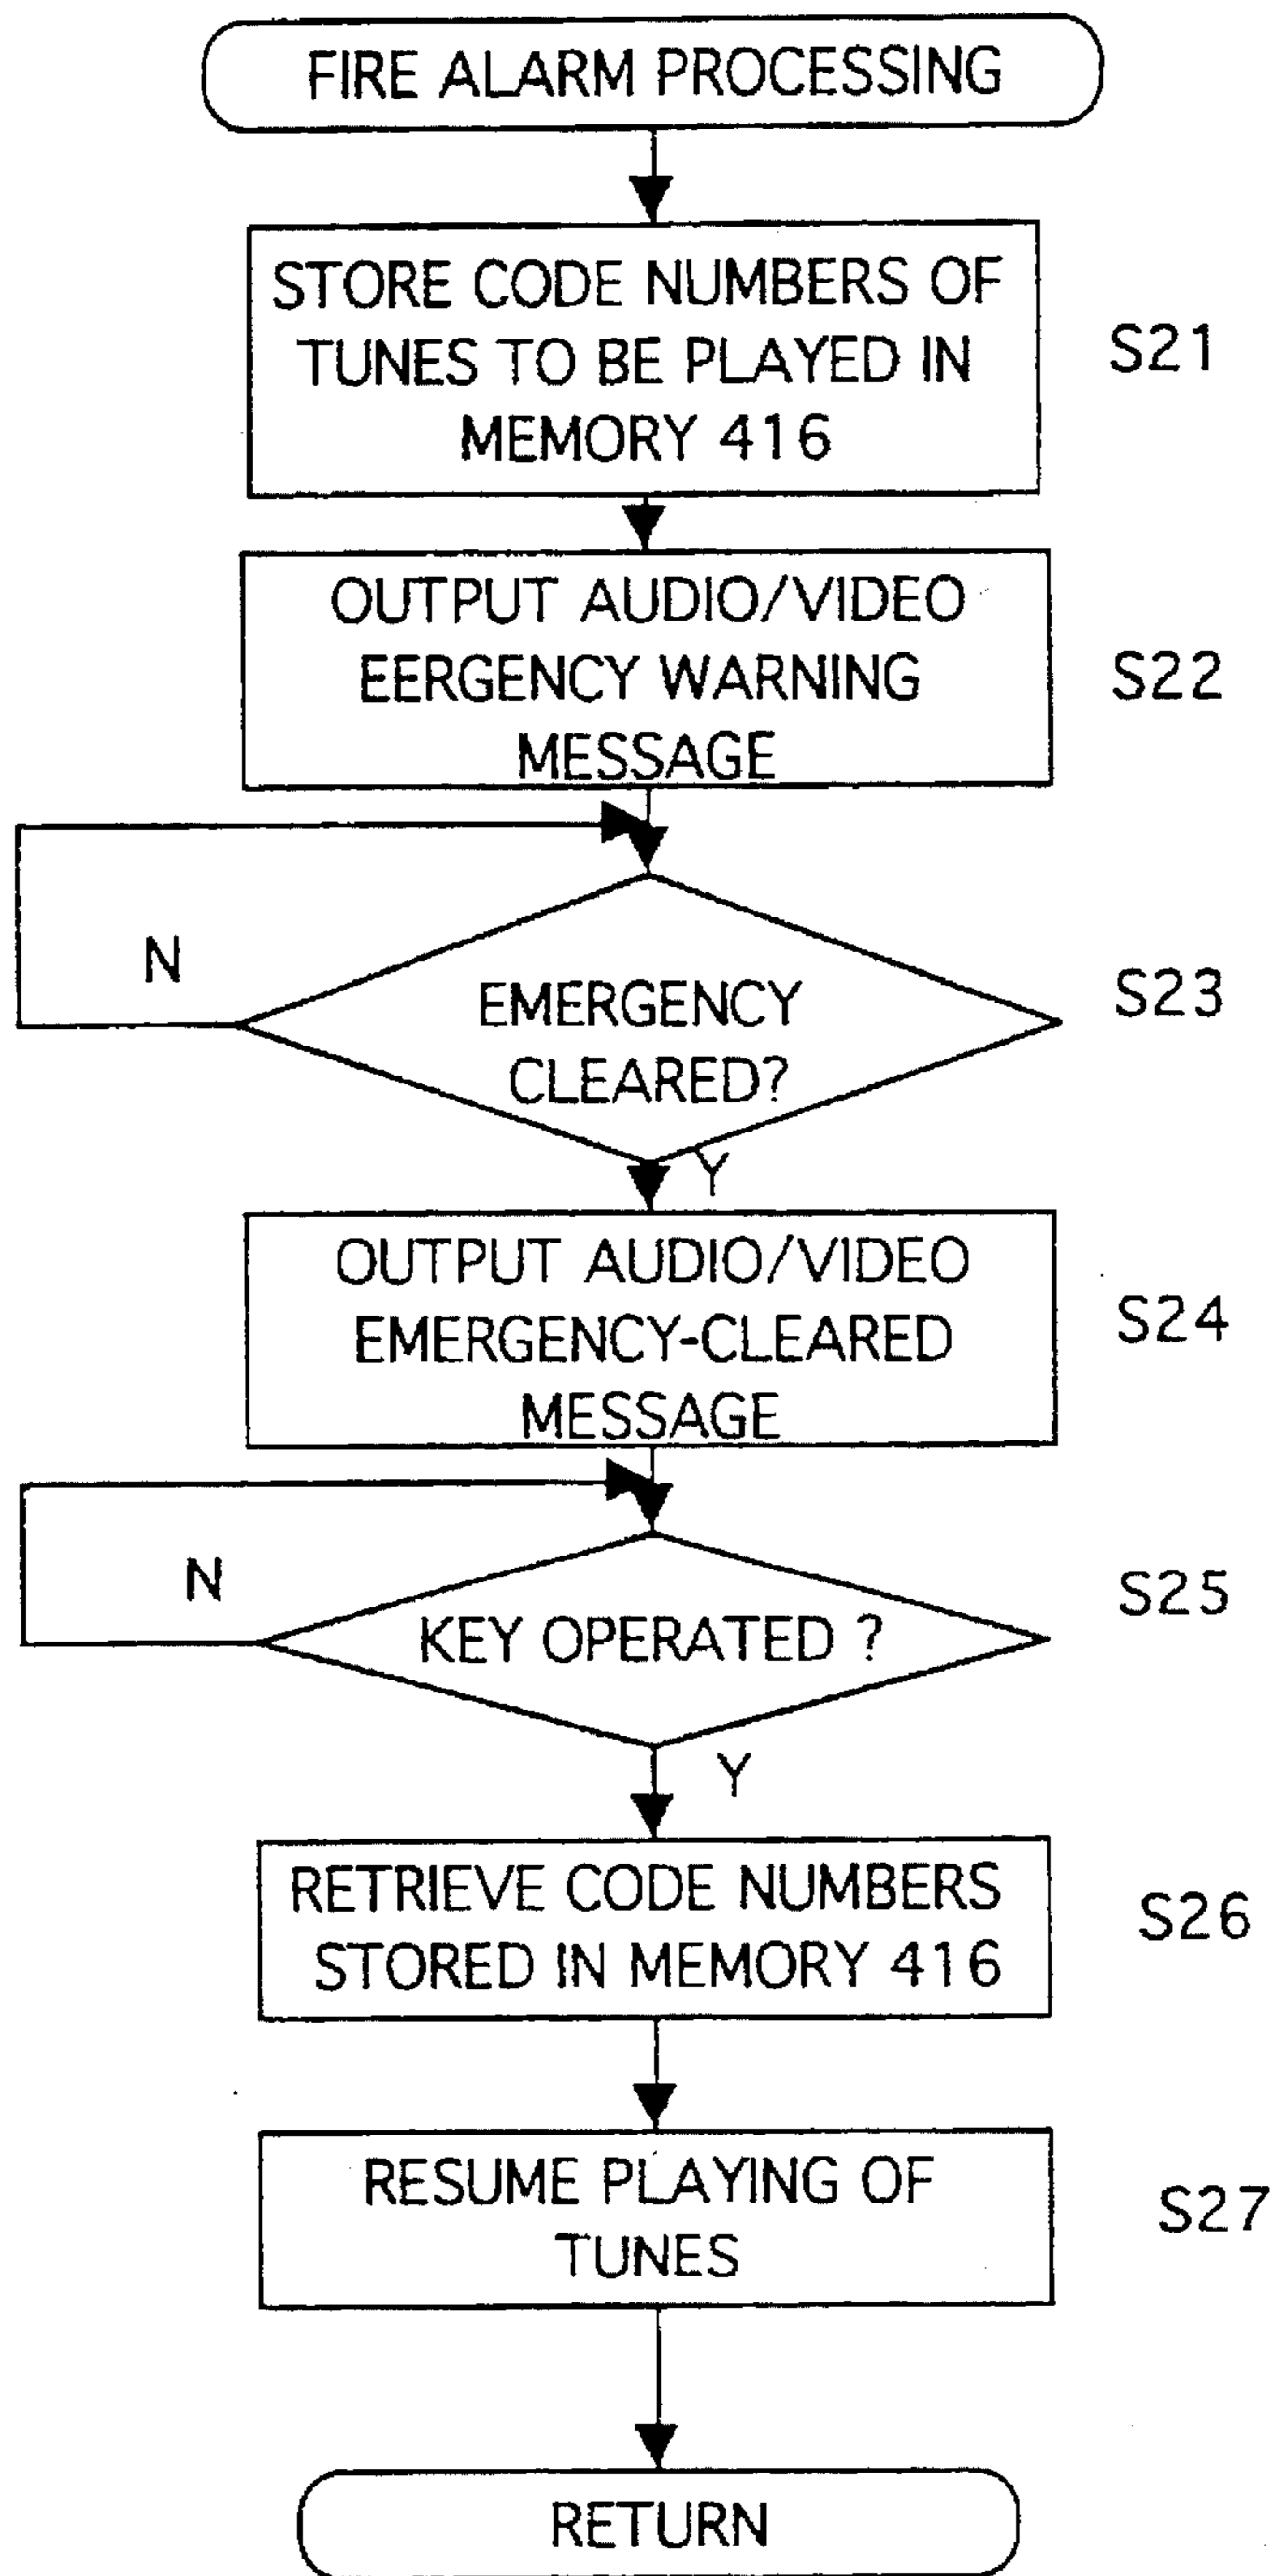 FIRE ALARM PROCESSING
STORE CODE NUMBERS OF
TUNES TO BE PLAYED IN
MEMORY 416
S21
OUTPUT AUDIO/VIDEO
EERGENCY WARNING
MESSAGE
S22
N
EMERGENCY
CLEARED?
S23
Y
OUTPUT AUDIO/VIDEO
EMERGENCY-CLEARED
MESSAGE
S24
N
KEY OPERATED ?
S25
Y
RETRIEVE CODE NUMBERS
STORED IN MEMORY 416
S26
RESUME PLAYING OF
TUNES
S27
RETURN